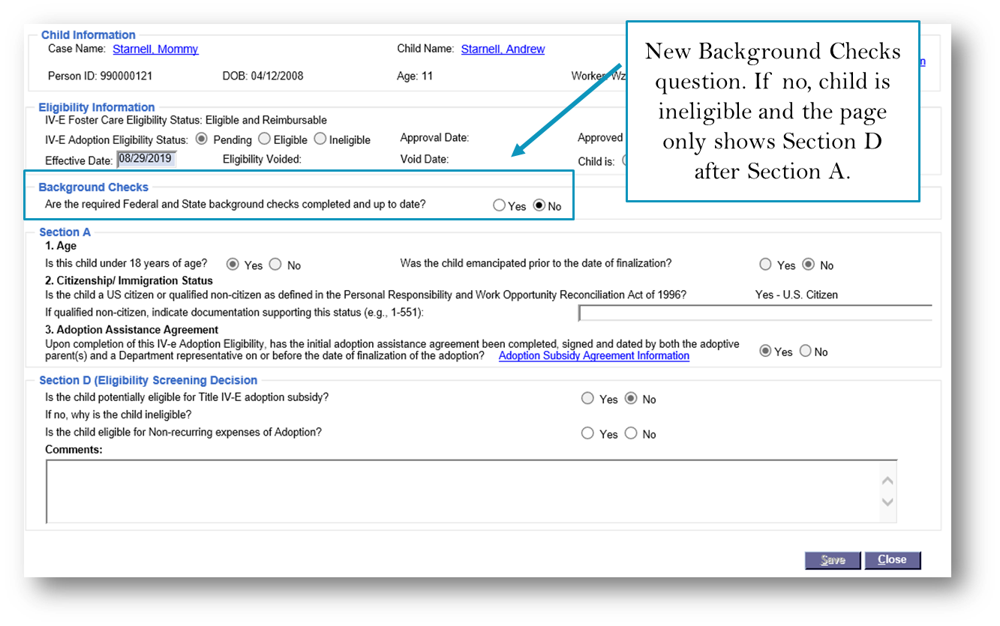 Child Information
Case Name: Starnell, Mommy Child Name: Starnell, Andrew
Person ID: 990000121 DOB: 04/12/2008 Age: 11 Worker:
New Background Checks
question. If no, child is
ineligible and the page
only shows Section D
after Section A.
Eligibility Information
IV-E Foster Care Eligibility Status: Eligible and Reimbursable
IV-E Adoption Eligibility Status: Pending Eligible Ineligible Approval Date: Approved
Effective Date: 08/29/2019 Eligibility Voided: Void Date: Child is:
Background Checks
Are the required Federal and State background checks completed and up to date? Yes No
Section A
1. Age
Is this child under 18 years of age? Yes No Was the child emancipated prior to the date of finalization? Yes No
2. Citizenship/ Immigration Status
Is the child a US citizen or qualified non-citizen as defined in the Personal Responsibility and Work Opportunity Reconciliation Act of 1996? Yes - U.S. Citizen
If qualified non-citizen, indicate documentation supporting this status (e.g., 1-551):
3. Adoption Assistance Agreement
Upon completion of this IV-e Adoption Eligibility, has the initial adoption assistance agreement been completed, signed and dated by both the adoptive
parent(s) and a Department representative on or before the date of finalization of the adoption? Adoption Subsidy Agreement Information Yes No
Section D (Eligibility Screening Decision
Is the child potentially eligible for Title IV-E adoption subsidy? Yes No
If no, why is the child ineligible?
Is the child eligible for Non-recurring expenses of Adoption? Yes No
Comments:
Save Close